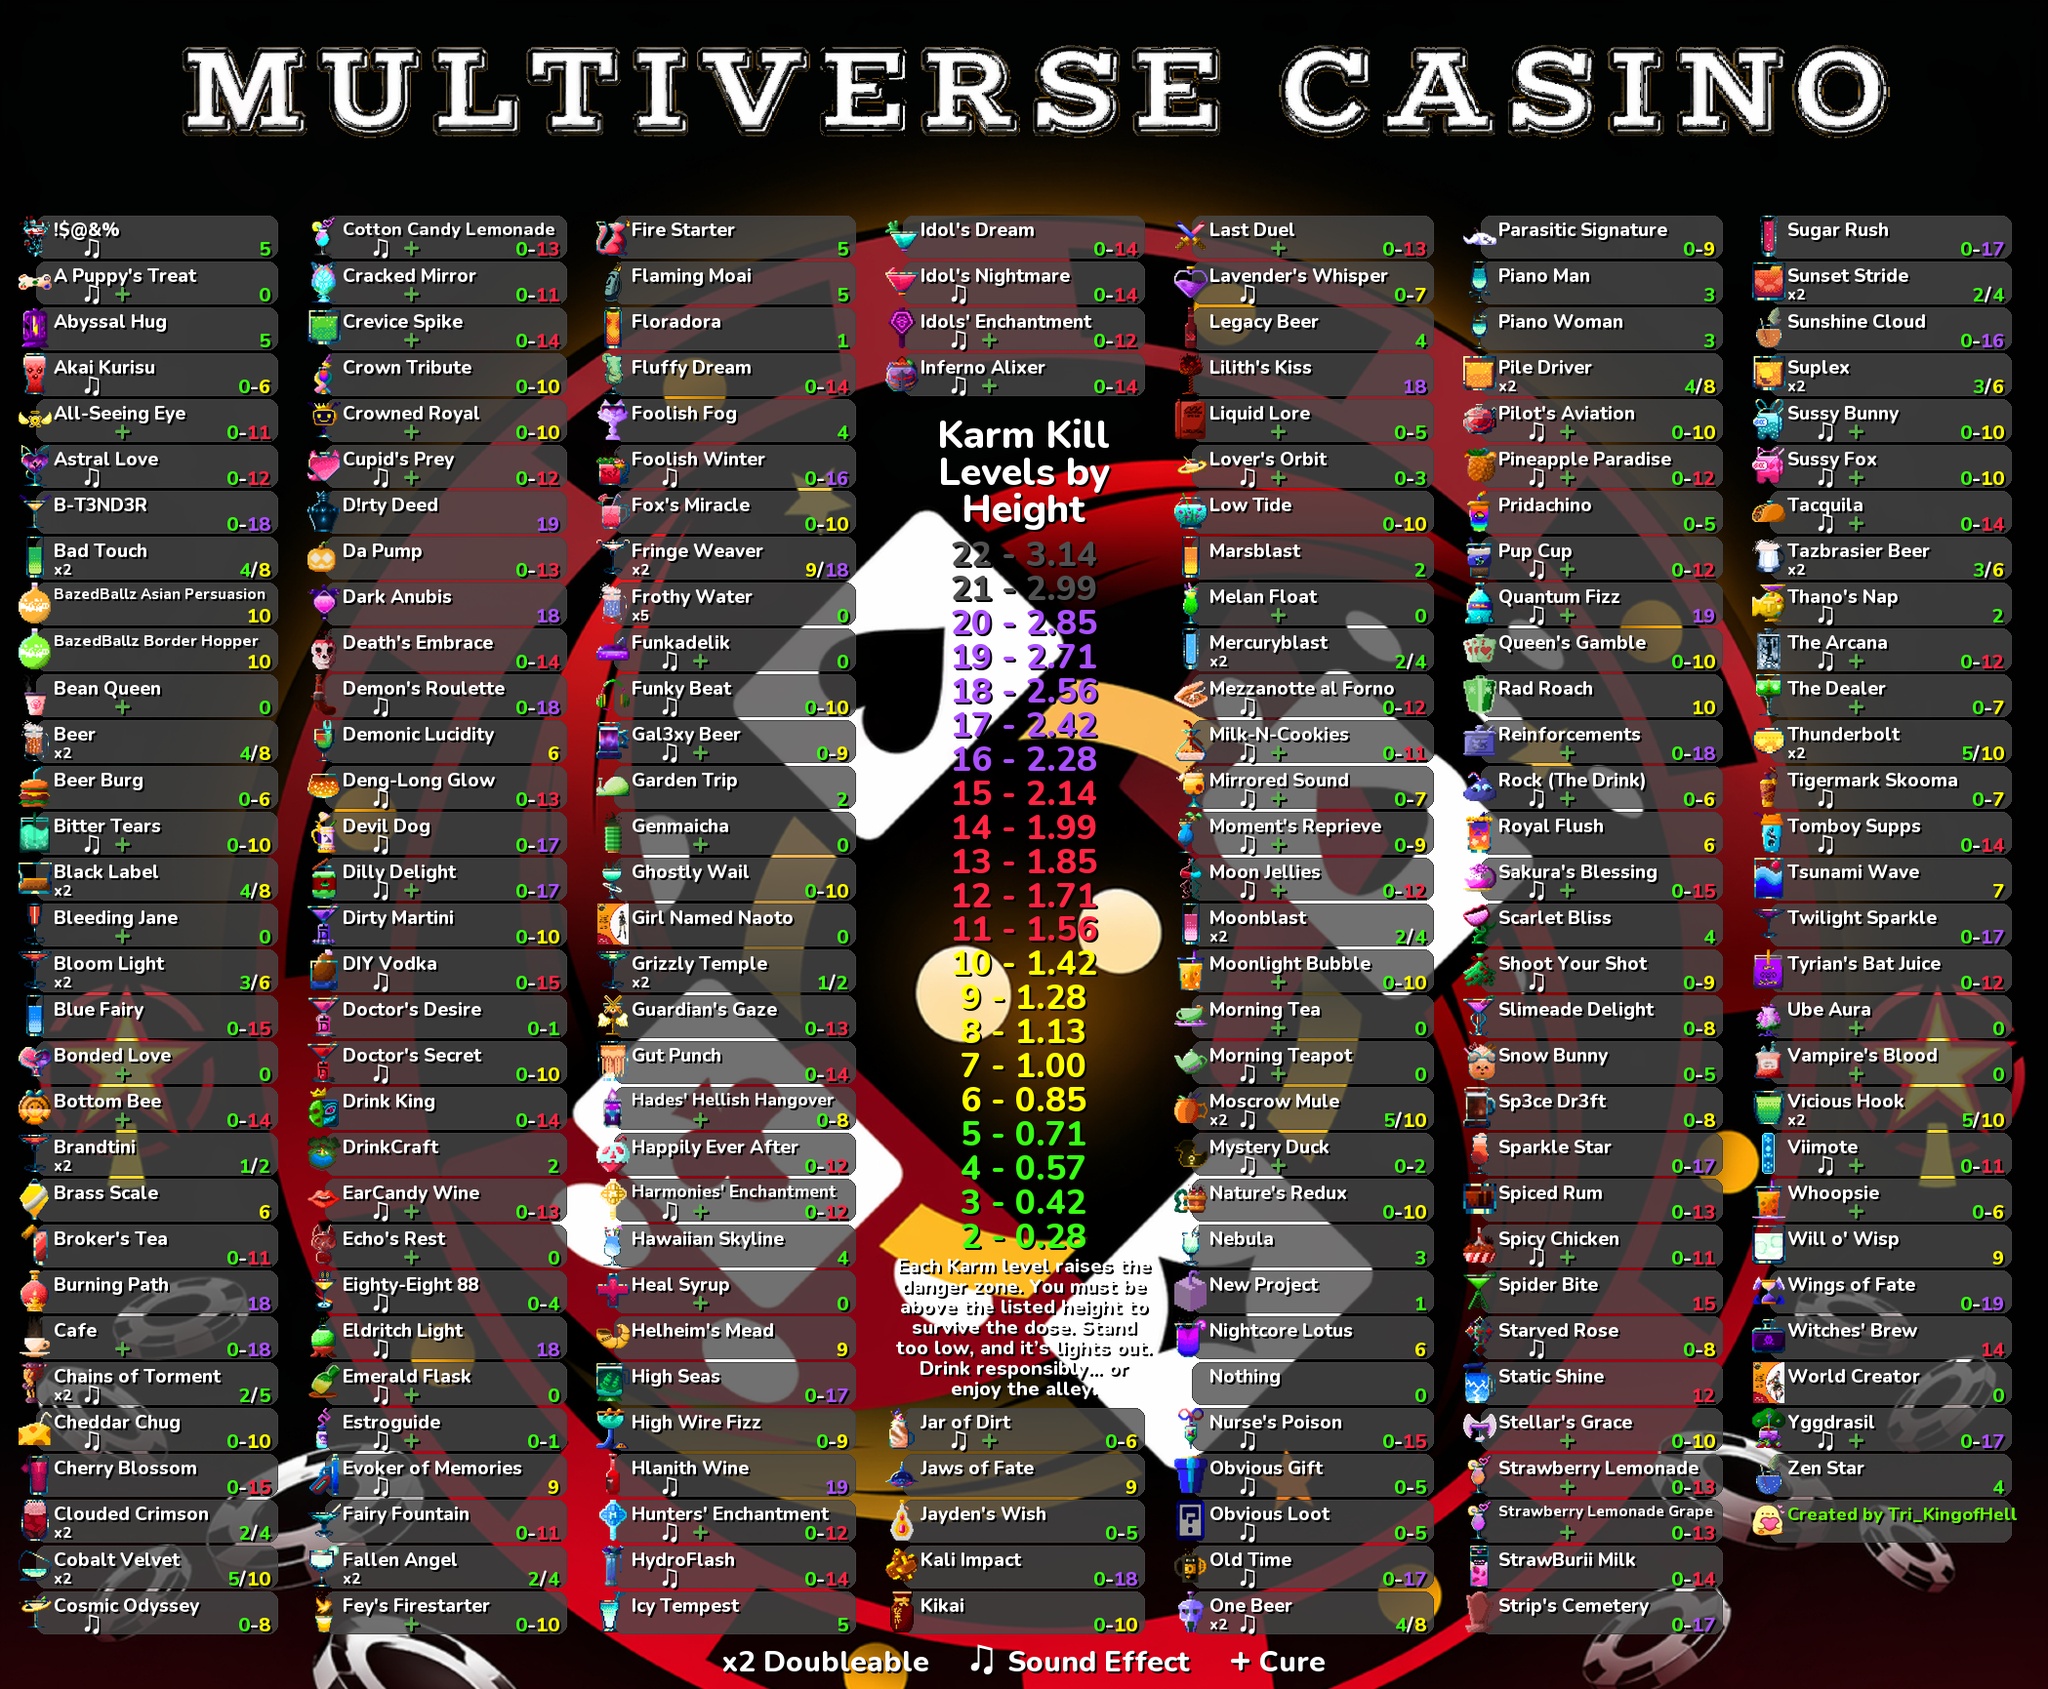 MULTIVERSE CASINO
!$@&%
♫ 5
A Puppy's Treat
♫ + 0
Abyssal Hug
5
Akai Kurisu
♫ 0-6
All-Seeing Eye
+ 0-11
Astral Love
♫ 0-12
B-T3ND3R
0-18
Bad Touch
x2 4/8
BazedBallz Asian Persuasion
10
BazedBallz Border Hopper
10
Bean Queen
+ 0
Beer
x2 4/8
Beer Burg
0-6
Bitter Tears
♫ + 0-10
Black Label
x2 4/8
Bleeding Jane
+ 0
Bloom Light
x2 3/6
Blue Fairy
0-15
Bonded Love
+ 0
Bottom Bee
+ 0-14
Brandtini
x2 1/2
Brass Scale
6
Broker's Tea
0-11
Burning Path
18
Cafe
+ 0-18
Chains of Torment
x2 ♫ 2/5
Cheddar Chug
♫ 0-10
Cherry Blossom
0-15
Clouded Crimson
x2 2/4
Cobalt Velvet
x2 5/10
Cosmic Odyssey
♫ 0-8
Cotton Candy Lemonade
♫ + 0-13
Cracked Mirror
+ 0-11
Crevice Spike
+ 0-14
Crown Tribute
0-10
Crowned Royal
+ 0-10
Cupid's Prey
♫ + 0-12
D!rty Deed
19
Da Pump
0-13
Dark Anubis
18
Death's Embrace
0-14
Demon's Roulette
♫ 0-18
Demonic Lucidity
6
Deng-Long Glow
♫ 0-13
Devil Dog
♫ 0-17
Dilly Delight
♫ + 0-17
Dirty Martini
0-10
DIY Vodka
♫ 0-15
Doctor's Desire
0-1
Doctor's Secret
♫ 0-10
Drink King
0-14
DrinkCraft
2
EarCandy Wine
♫ + 0-13
Echo's Rest
+ 0
Eighty-Eight 88
♫ 0-4
Eldritch Light
♫ 18
Emerald Flask
♫ + 0
Estroguide
♫ + 0-1
Evoker of Memories
♫ 9
Fairy Fountain
0-11
Fallen Angel
x2 2/4
Fey's Firestarter
+ 0-10
Fire Starter
5
Flaming Moai
5
Floradora
1
Fluffy Dream
0-14
Foolish Fog
4
Foolish Winter
♫ 0-16
Fox's Miracle
0-10
Fringe Weaver
x2 9/18
Frothy Water
x5 0
Funkadelik
♫ + 0
Funky Beat
♫ 0-10
Gal3xy Beer
♫ + 0-9
Garden Trip
2
Genmaicha
+ 0
Ghostly Wail
0-10
Girl Named Naoto
0
Grizzly Temple
x2 1/2
Guardian's Gaze
0-13
Gut Punch
0-14
Hades' Hellish Hangover
+ 0-8
Happily Ever After
0-12
Harmonies' Enchantment
♫ + 0-12
Hawaiian Skyline
4
Heal Syrup
+ 0
Helheim's Mead
9
High Seas
0-17
High Wire Fizz
0-9
Hlanith Wine
19
Hunters' Enchantment
♫ + 0-12
HydroFlash
♫ 0-14
Icy Tempest
5
Idol's Dream
0-14
Idol's Nightmare
♫ 0-14
Idols' Enchantment
♫ + 0-12
Inferno Alixer
♫ + 0-14
Karm Kill
Levels by
Height
22 - 3.14
21 - 2.99
20 - 2.85
19 - 2.71
18 - 2.56
17 - 2.42
16 - 2.28
15 - 2.14
14 - 1.99
13 - 1.85
12 - 1.71
11 - 1.56
10 - 1.42
9 - 1.28
8 - 1.13
7 - 1.00
6 - 0.85
5 - 0.71
4 - 0.57
3 - 0.42
2 - 0.28
Each Karm level raises the
danger zone. You must be
above the listed height to
survive the dose. Stand
too low, and it's lights out.
Drink responsibly... or
enjoy the alley.
Jar of Dirt
♫ + 0-6
Jaws of Fate
9
Jayden's Wish
0-5
Kali Impact
0-18
Kikai
0-10
Last Duel
+ 0-13
Lavender's Whisper
♫ 0-7
Legacy Beer
4
Lilith's Kiss
18
Liquid Lore
+ 0-5
Lover's Orbit
♫ + 0-3
Low Tide
0-10
Marsblast
2
Melan Float
+ 0
Mercuryblast
x2 2/4
Mezzanotte al Forno
♫ 0-12
Milk-N-Cookies
♫ + 0-11
Mirrored Sound
♫ + 0-7
Moment's Reprieve
♫ + 0-9
Moon Jellies
♫ + 0-12
Moonblast
x2 2/4
Moonlight Bubble
+ 0-10
Morning Tea
+ 0
Morning Teapot
♫ + 0
Moscrow Mule
x2 ♫ 5/10
Mystery Duck
♫ + 0-2
Nature's Redux
0-10
Nebula
3
New Project
1
Nightcore Lotus
6
Nothing
0
Nurse's Poison
♫ 0-15
Obvious Gift
♫ 0-5
Obvious Loot
♫ 0-5
Old Time
♫ 0-17
One Beer
x2 ♫ 4/8
Parasitic Signature
0-9
Piano Man
3
Piano Woman
3
Pile Driver
x2 4/8
Pilot's Aviation
♫ + 0-10
Pineapple Paradise
♫ + 0-12
Pridachino
0-5
Pup Cup
♫ + 0-12
Quantum Fizz
♫ + 19
Queen's Gamble
0-10
Rad Roach
10
Reinforcements
+ 0-18
Rock (The Drink)
♫ + 0-6
Royal Flush
6
Sakura's Blessing
♫ + 0-15
Scarlet Bliss
4
Shoot Your Shot
♫ 0-9
Slimeade Delight
0-8
Snow Bunny
0-5
Sp3ce Dr3ft
0-8
Sparkle Star
0-17
Spiced Rum
0-13
Spicy Chicken
♫ + 0-11
Spider Bite
15
Starved Rose
♫ 0-8
Static Shine
12
Stellar's Grace
+ 0-10
Strawberry Lemonade
+ 0-13
Strawberry Lemonade Grape
+ 0-13
StrawBurii Milk
0-14
Strip's Cemetery
0-17
Sugar Rush
0-17
Sunset Stride
x2 2/4
Sunshine Cloud
0-16
Suplex
x2 3/6
Sussy Bunny
♫ + 0-10
Sussy Fox
♫ + 0-10
Tacquila
♫ + 0-14
Tazbrasier Beer
x2 3/6
Thano's Nap
♫ 2
The Arcana
♫ + 0-12
The Dealer
+ 0-7
Thunderbolt
x2 5/10
Tigermark Skooma
♫ 0-7
Tomboy Supps
♫ 0-14
Tsunami Wave
7
Twilight Sparkle
0-17
Tyrian's Bat Juice
0-12
Ube Aura
+ 0
Vampire's Blood
+ 0
Vicious Hook
x2 5/10
Viimote
♫ + 0-11
Whoopsie
+ 0-6
Will o' Wisp
9
Wings of Fate
0-19
Witches' Brew
14
World Creator
0
Yggdrasil
♫ + 0-17
Zen Star
4
Created by Tri_KingofHell
x2 Doubleable ♫ Sound Effect + Cure